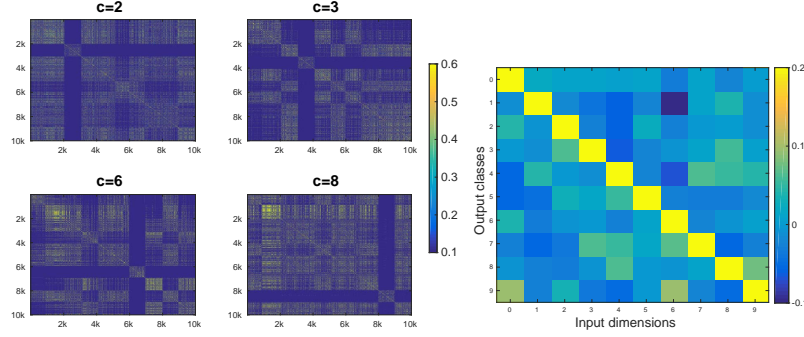 c=2
c=3
2k
4k
6k
8k
10k
2k 4k 6k 8k 10k
2k
4k
6k
8k
10k
2k 4k 6k 8k 10k
c=6
c=8
2k
4k
6k
8k
10k
2k 4k 6k 8k 10k
2k
4k
6k
8k
10k
2k 4k 6k 8k 10k
0.6
0.5
0.4
0.3
0.2
0.1
Output classes
0
1
2
3
4
5
6
7
8
9
0 1 2 3 4 5 6 7 8 9
Input dimensions
0.2
0.1
0
-0.1